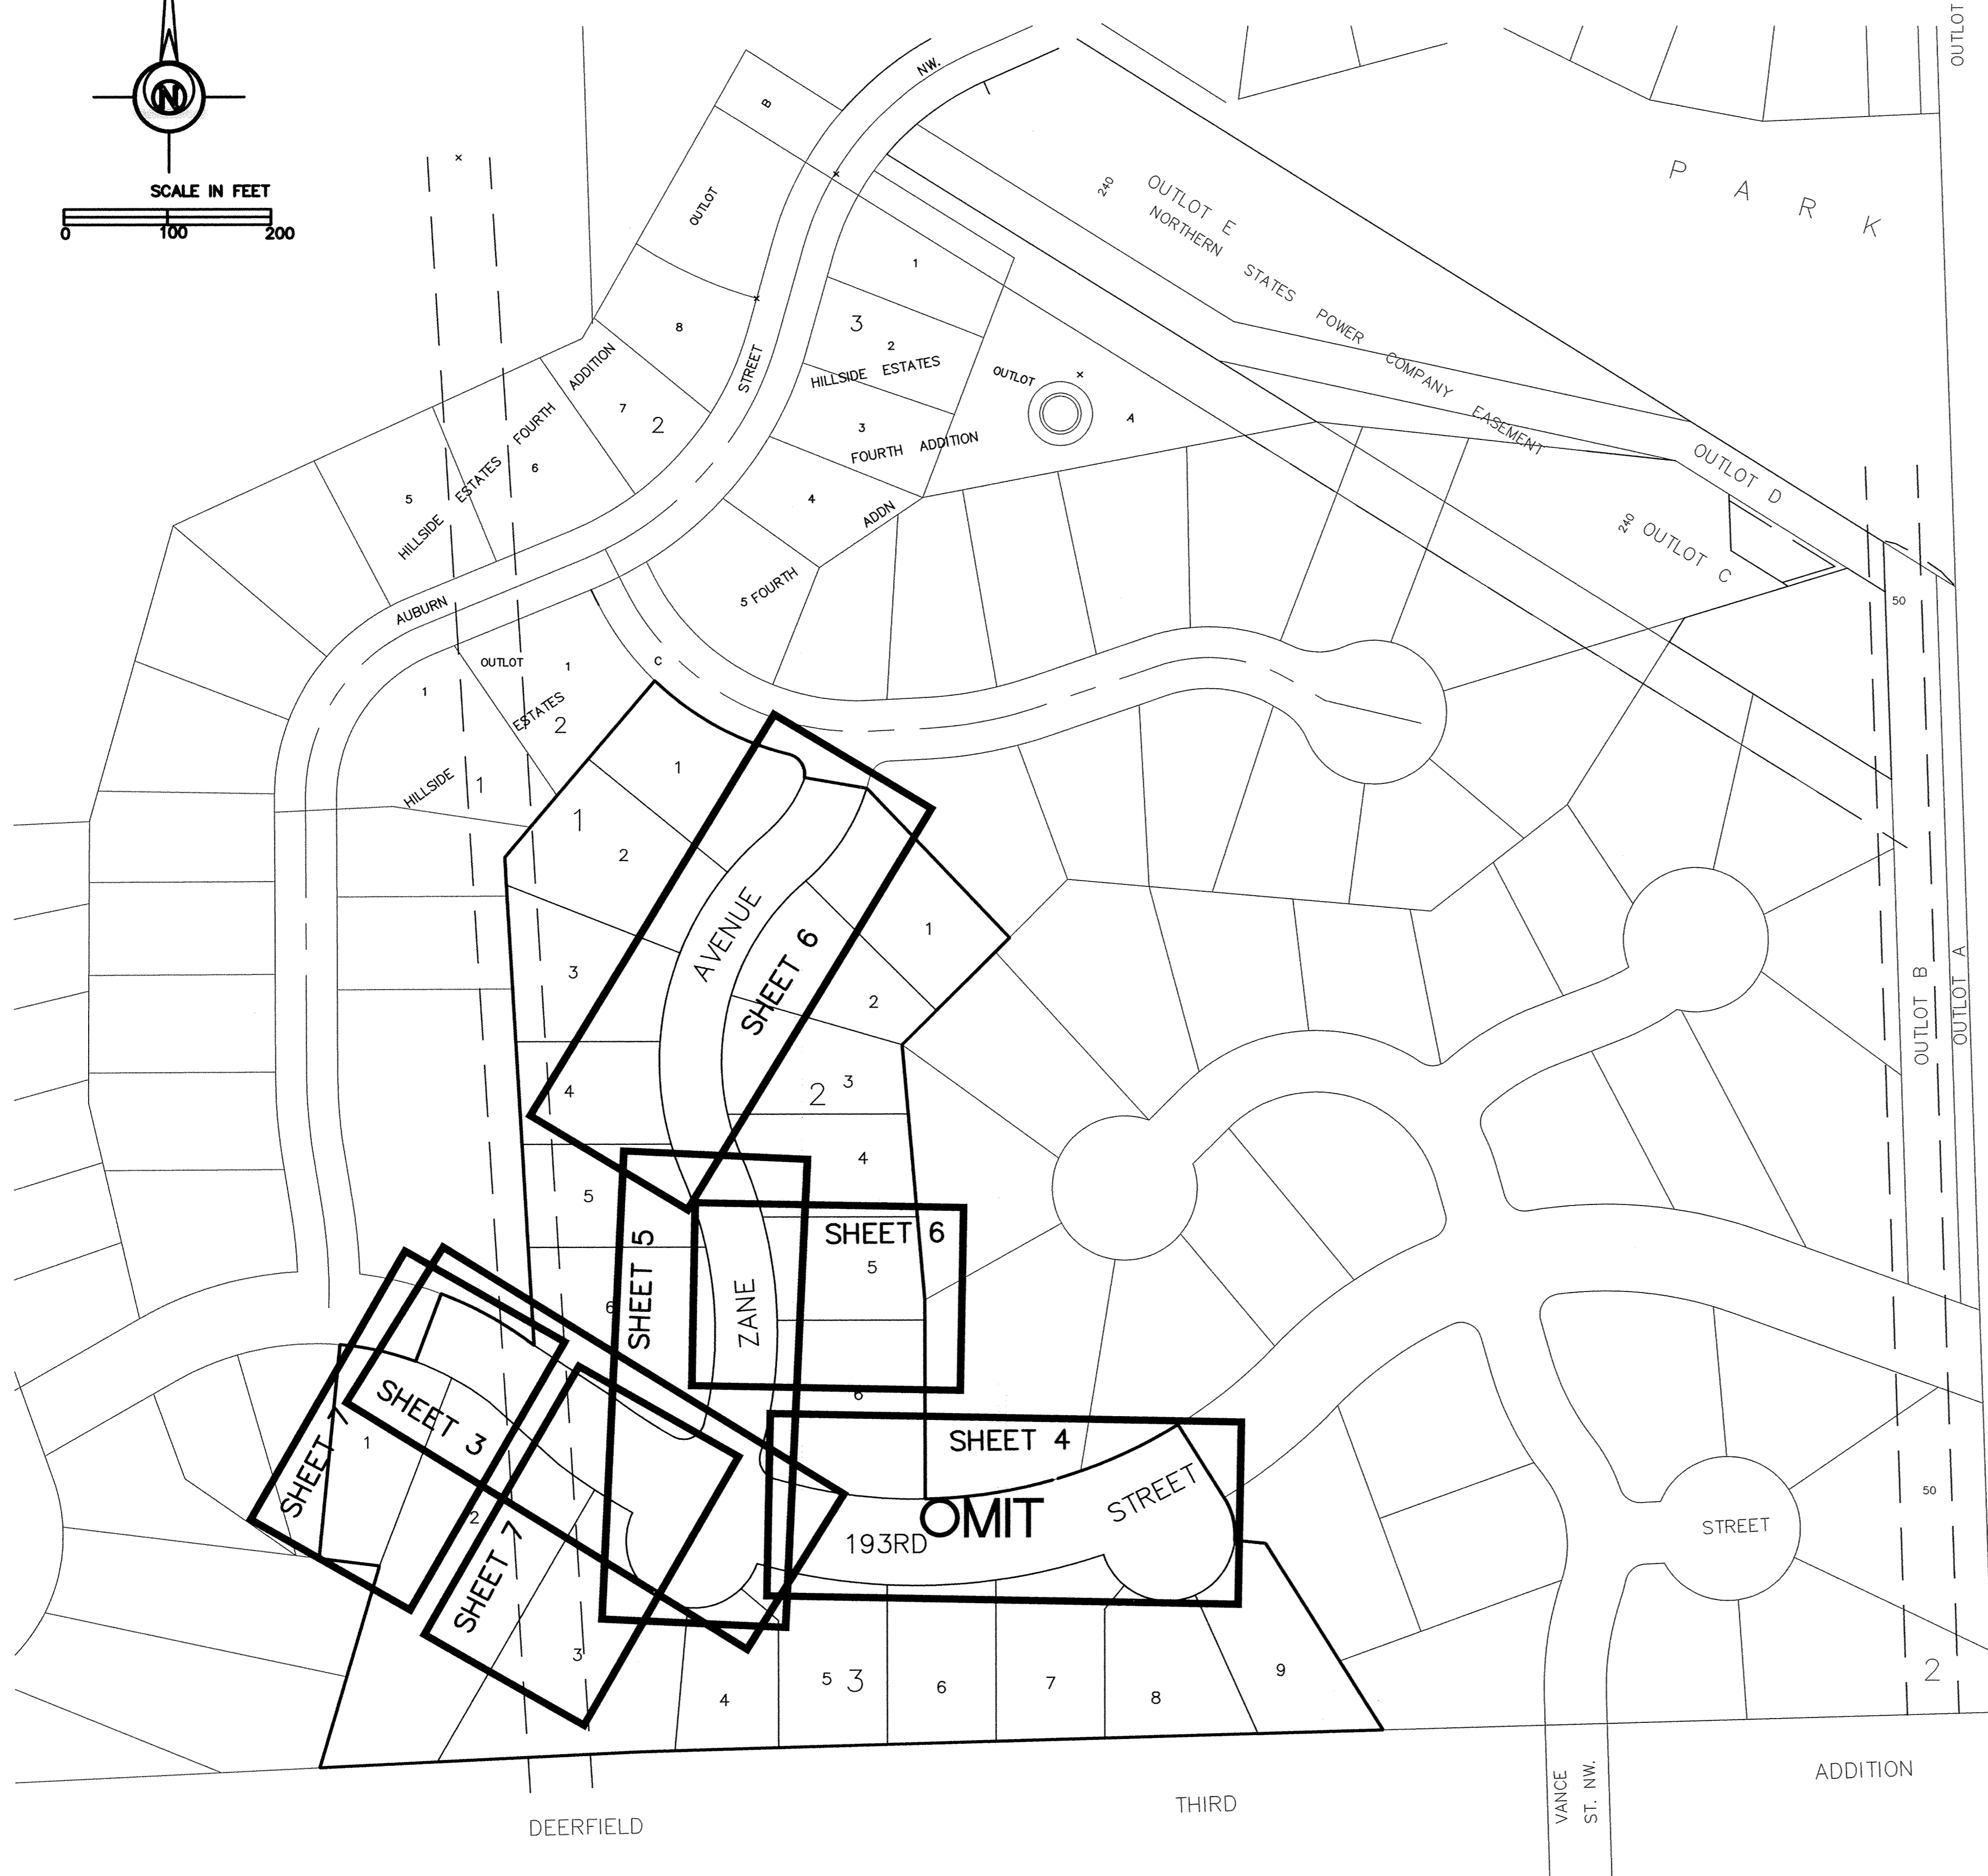 OUTLOT
N
SCALE IN FEET
0 100 200
NW.
B
OUTLOT
P A R K
240
OUTLOT E
NORTHERN STATES POWER COMPANY EASEMENT
1
8
3
2
HILLSIDE ESTATES
STREET
OUTLOT
A
7
2
3
FOURTH ADDITION
HILLSIDE ESTATES FOURTH ADDITION
6
5
4
ADDN
OUTLOT D
240
OUTLOT C
50
5 FOURTH
AUBURN
C
OUTLOT
1
1
ESTATES
2
HILLSIDE
1
1
1
2
AVENUE
SHEET 6
1
3
2
OUTLOT B
OUTLOT A
4
3
2
4
5
SHEET 6
5
SHEET 5
ZANE
6
6
SHEET 3
SHEET 7
1
SHEET 4
STREET
OMIT
193RD
2
SHEET 7
50
STREET
3
4
5
3
6
7
8
9
2
DEERFIELD
THIRD
VANCE
ST. NW.
ADDITION